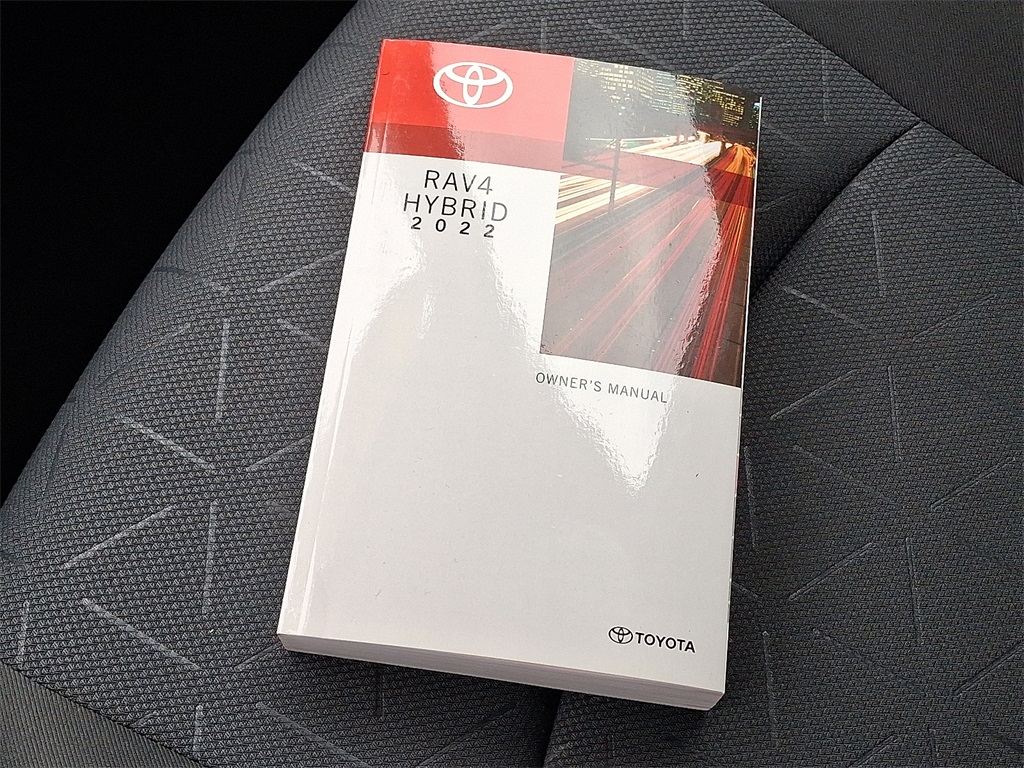 RAV4
HYBRID
2022
OWNER'S MANUAL
TOYOTA